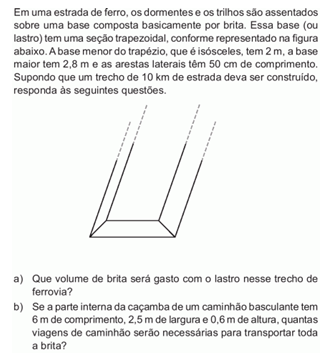 Em uma estrada de ferro, os dormentes e os trilhos são assentados
sobre uma base composta basicamente por brita. Essa base (ou
lastro) tem uma seção trapezoidal, conforme representado na figura
abaixo. A base menor do trapézio, que é isósceles, tem 2 m, a base
maior tem 2,8 m e as arestas laterais têm 50 cm de comprimento.
Supondo que um trecho de 10 km de estrada deva ser construído,
responda às seguintes questões.
a) Que volume de brita será gasto com o lastro nesse trecho de
ferrovia?
b) Se a parte interna da caçamba de um caminhão basculante tem
6 m de comprimento, 2,5 m de largura e 0,6 m de altura, quantas
viagens de caminhão serão necessárias para transportar toda
a brita?